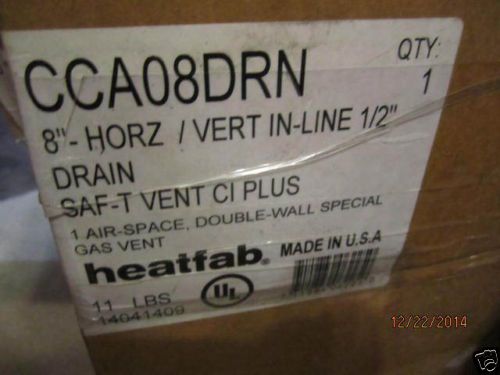 CCA08DRN
QTY:
1
8"- HORZ / VERT IN-LINE 1/2"
DRAIN
SAF-T VENT CI PLUS
1 AIR-SPACE, DOUBLE-WALL SPECIAL
GAS VENT
heatfab® MADE IN U.S.A
11 LBS
UL
14041409
12/22/2014